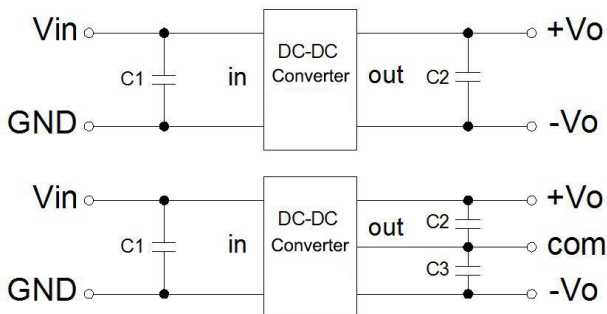 Vin
+Vo
DC-DC
Converter
C1
in
out
C2
GND
-Vo
Vin
+Vo
DC-DC
Converter
C1
in
out
C2
com
C3
GND
-Vo